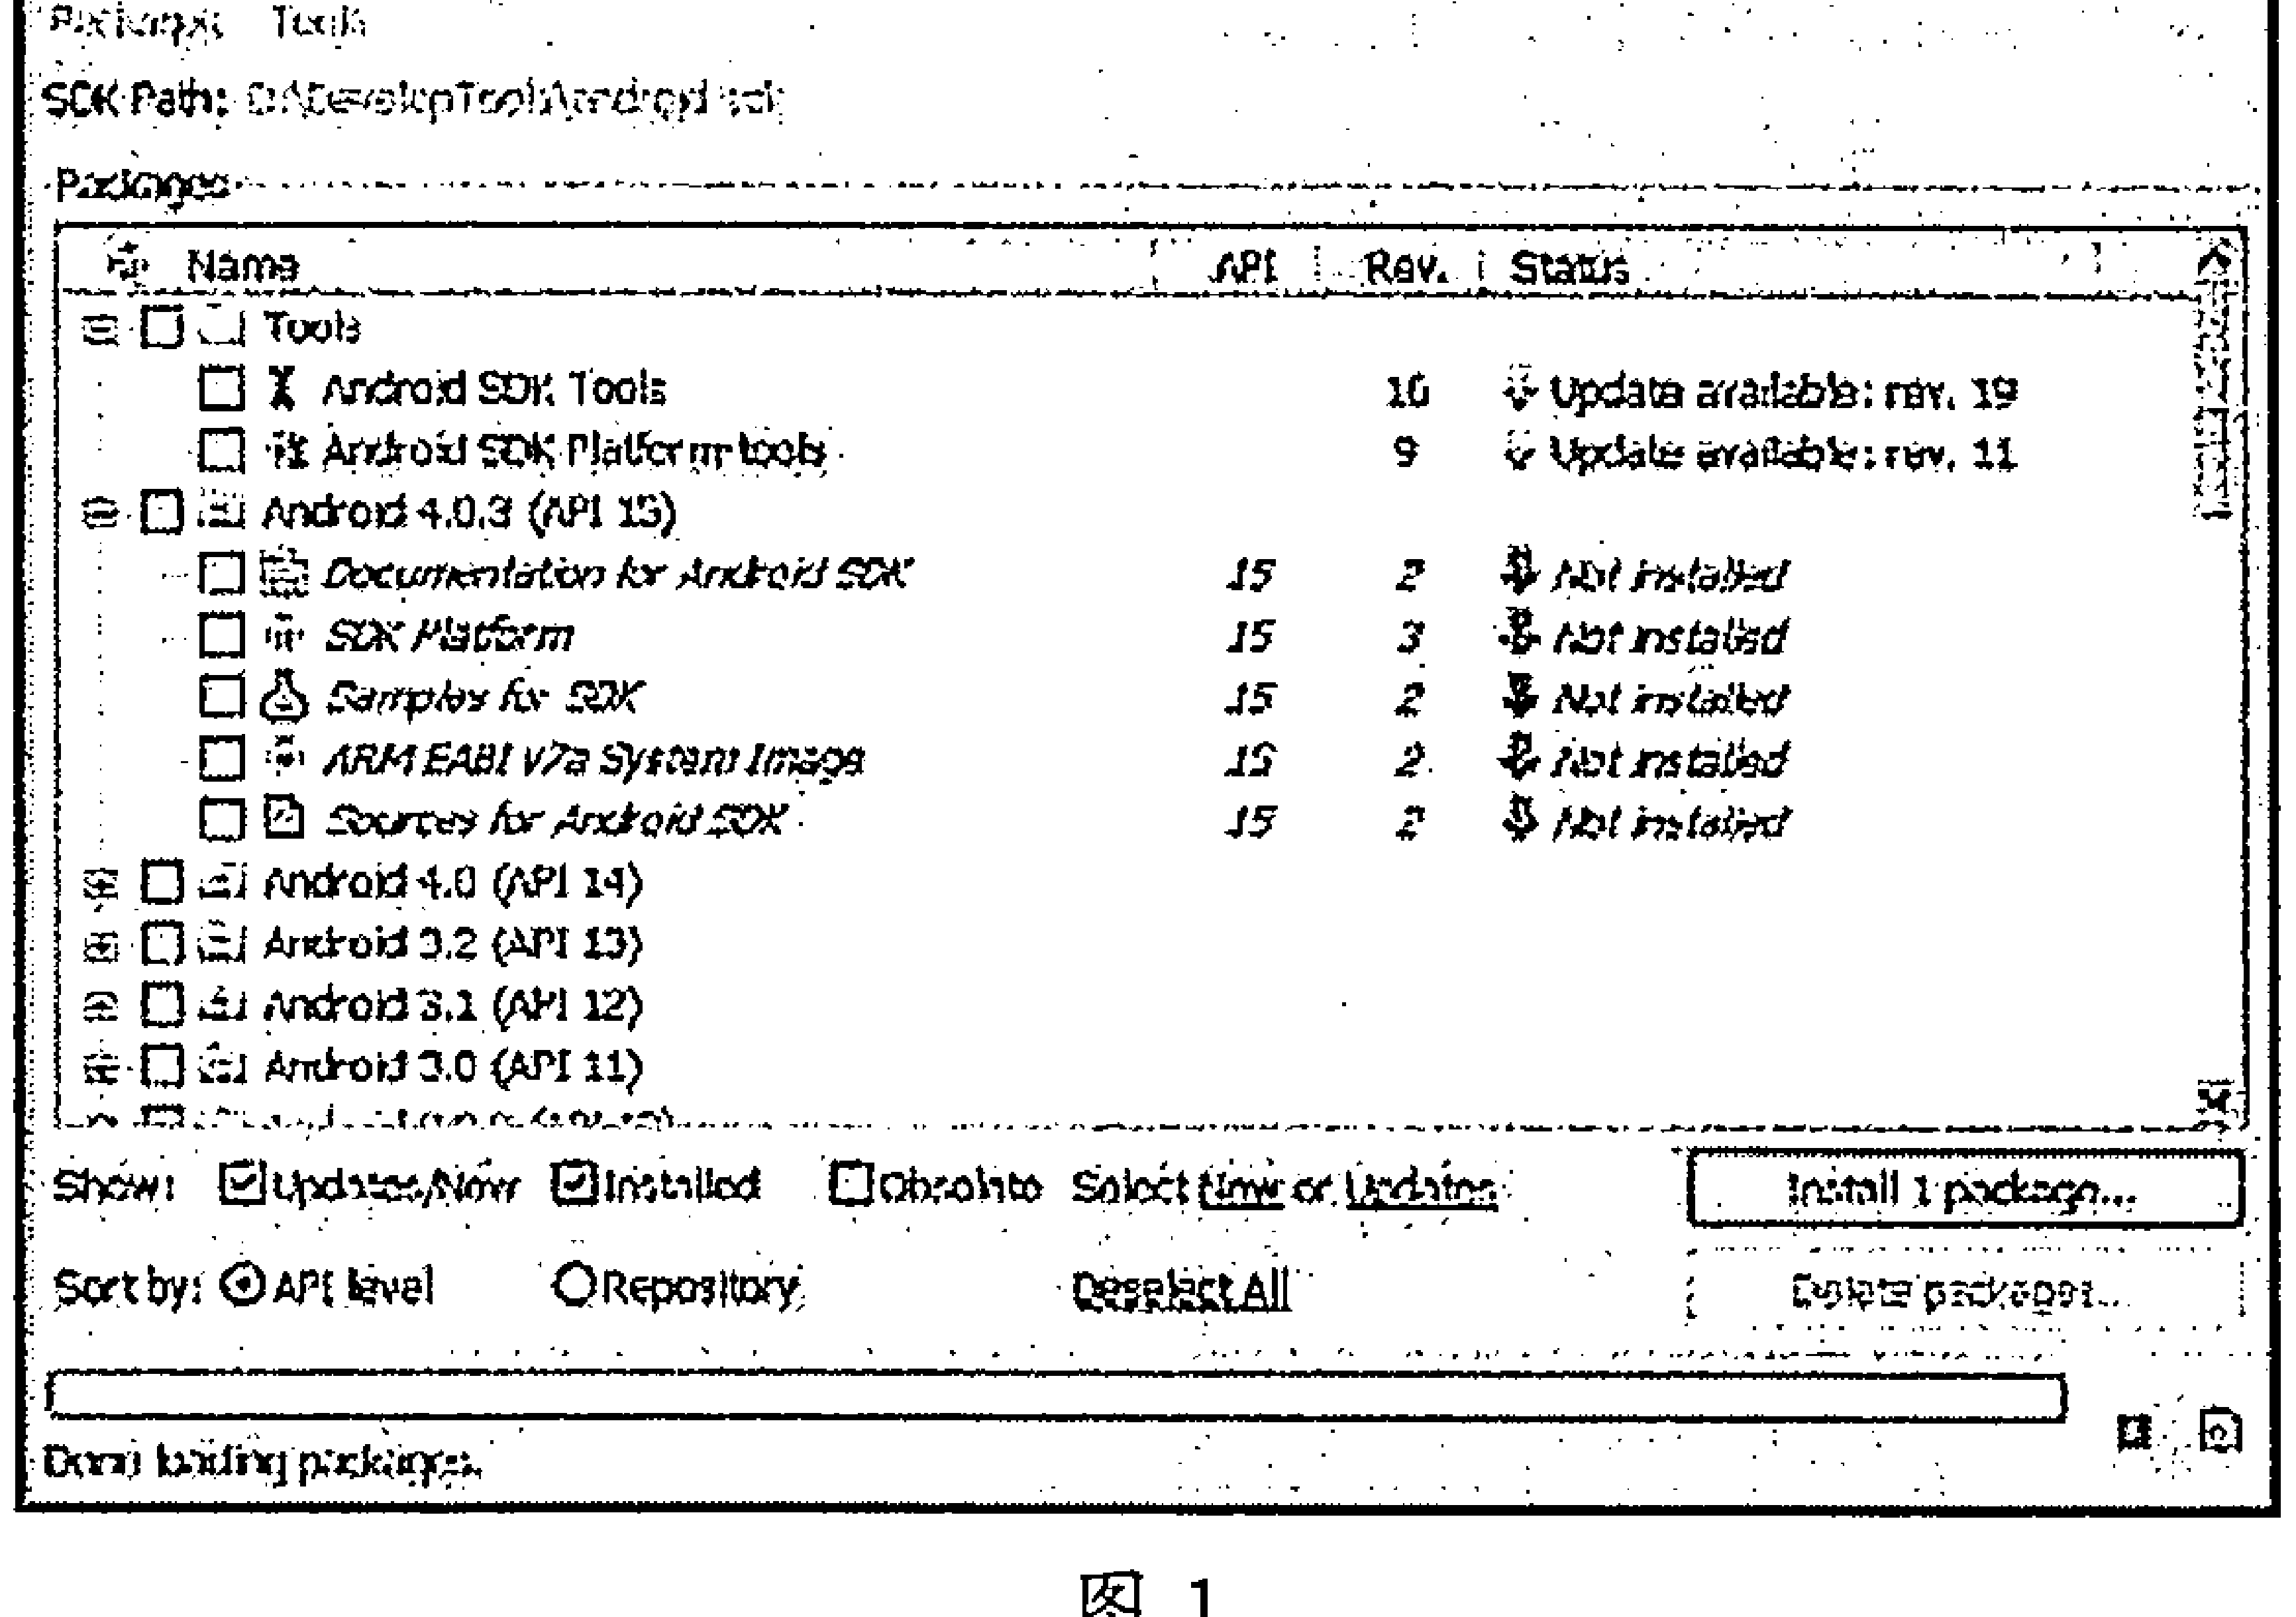 Packages Tools
SDK Path: D:\DevelopTools\android-sdk
Packages
Name API Rev. Status
Tools
Android SDK Tools 16 Update available: rev. 19
Android SDK Platform-tools 9 Update available: rev. 11
Android 4.0.3 (API 15)
Documentation for Android SDK 15 2 Not installed
SDK Platform 15 3 Not installed
Samples for SDK 15 2 Not installed
ARM EABI v7a System Image 15 2 Not installed
Sources for Android SDK 15 2 Not installed
Android 4.0 (API 14)
Android 3.2 (API 13)
Android 3.1 (API 12)
Android 3.0 (API 11)
Show: Updates/New Installed Obsolete Select New or Updates Install 1 package...
Sort by: API level Repository Deselect All Delete packages...
Done loading packages.
图 1